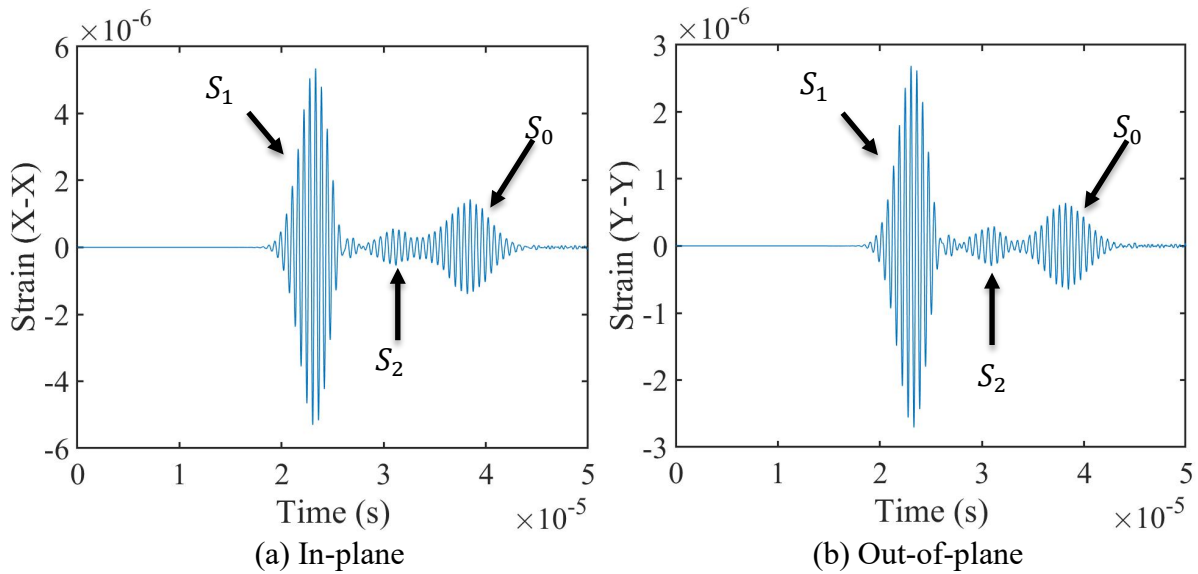 ×10⁻⁶
6
4
2
0
-2
-4
-6
Strain (X-X)
S₁
S₂
S₀
0 1 2 3 4 5
Time (s)
×10⁻⁵
(a) In-plane
×10⁻⁶
3
2
1
0
-1
-2
-3
Strain (Y-Y)
S₁
S₂
S₀
0 1 2 3 4 5
Time (s)
×10⁻⁵
(b) Out-of-plane